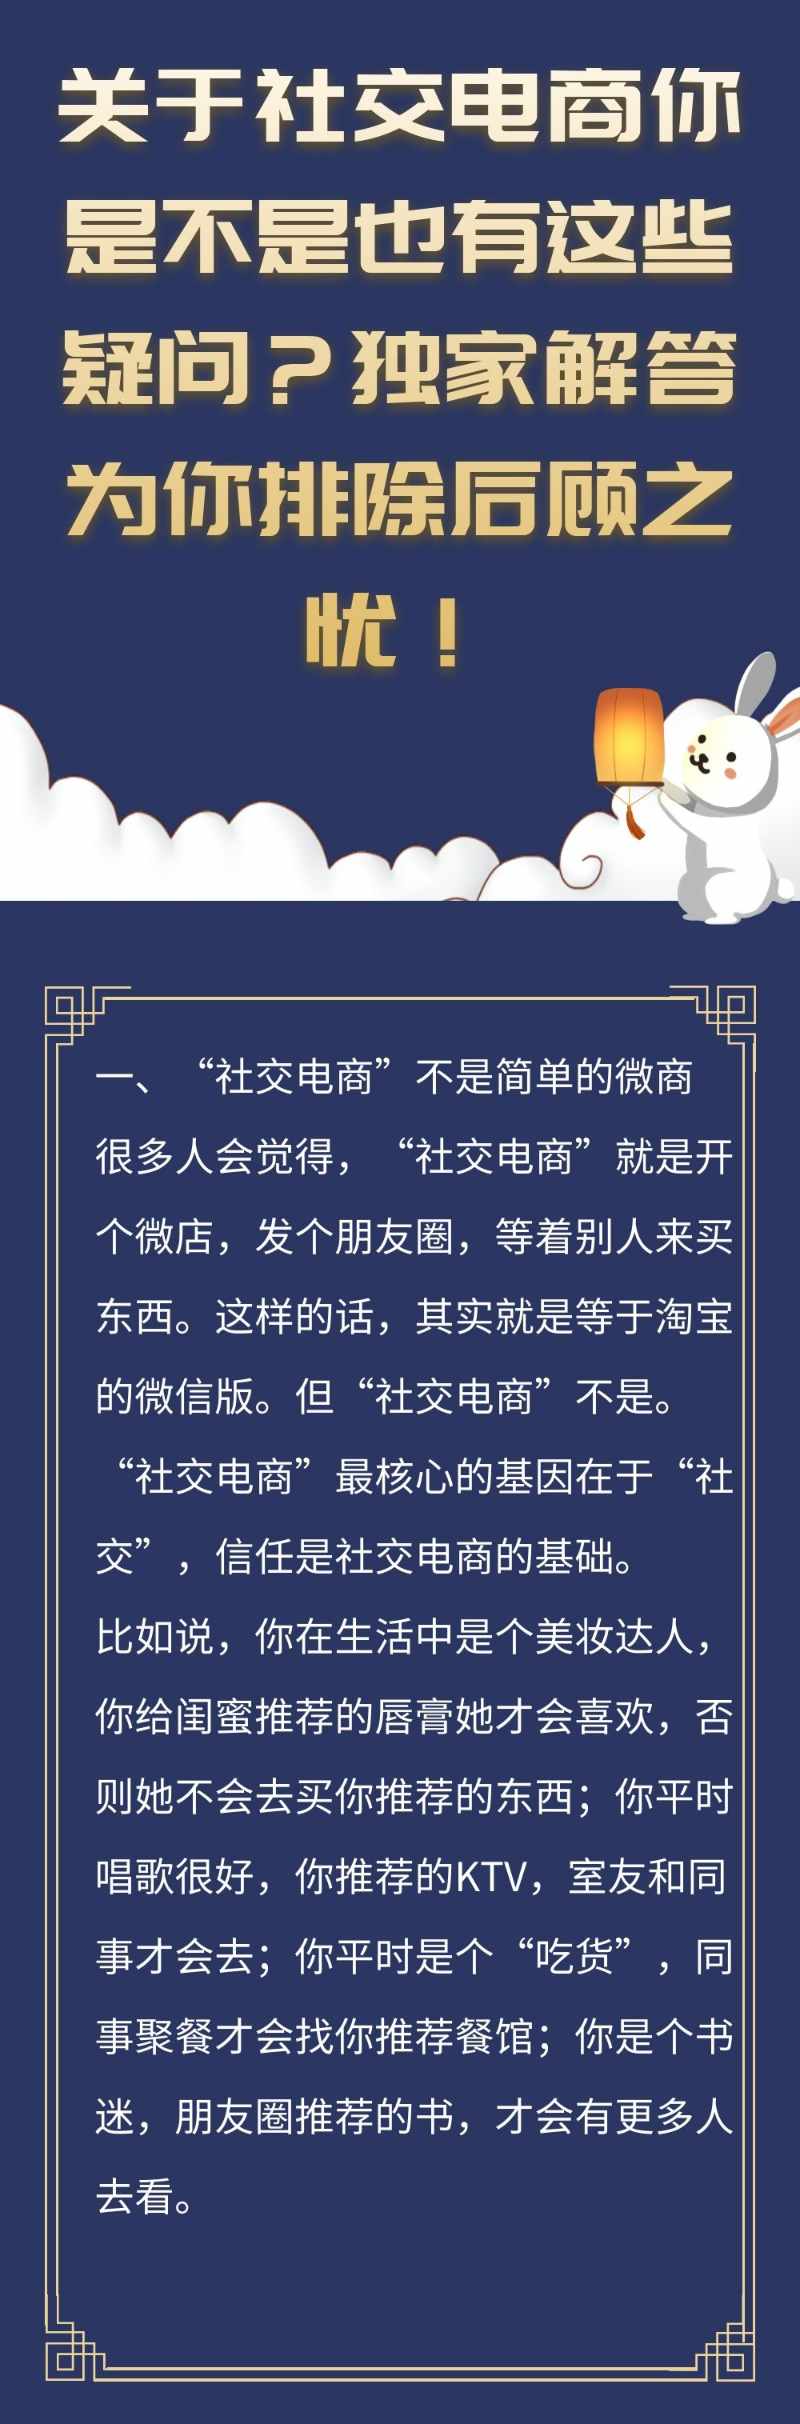 关于社交电商你
是不是也有这些
疑问？独家解答
为你排除后顾之
忧！
一、“社交电商”不是简单的微商
很多人会觉得，“社交电商”就是开
个微店，发个朋友圈，等着别人来买
东西。这样的话，其实就是等于淘宝
的微信版。但“社交电商”不是。
“社交电商”最核心的基因在于“社
交”，信任是社交电商的基础。
比如说，你在生活中是个美妆达人，
你给闺蜜推荐的唇膏她才会喜欢，否
则她不会去买你推荐的东西；你平时
唱歌很好，你推荐的KTV，室友和同
事才会去；你平时是个“吃货”，同
事聚餐才会找你推荐餐馆；你是个书
迷，朋友圈推荐的书，才会有更多人
去看。